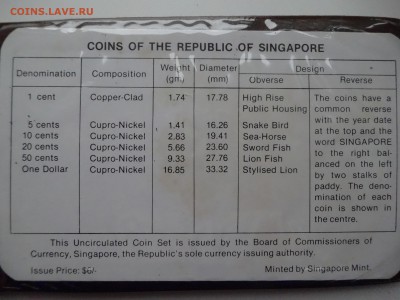 COINS.LAVE.RU
COINS OF THE REPUBLIC OF SINGAPORE
Denomination Composition Weight (gm) Diameter (mm) Design
Obverse Reverse
1 cent Copper-Clad 1.74 17.78 High Rise Public Housing
5 cents Cupro-Nickel 1.41 16.26 Snake Bird
10 cents Cupro-Nickel 2.83 19.41 Sea-Horse
20 cents Cupro-Nickel 5.66 23.60 Sword Fish
50 cents Cupro-Nickel 9.33 27.76 Lion Fish
One Dollar Cupro-Nickel 16.85 33.32 Stylised Lion
The coins have a
common reverse
with the year date
at the top and the
word SINGAPORE
to the right bal-
anced on the left
by two stalks of
paddy. The deno-
mination of each
coin is shown in
the centre.
This Uncirculated Coin Set is issued by the Board of Commissioners
of Currency, Singapore, the Republic's sole currency issuing authority.
Issue Price: $6/- Minted by Singapore Mint.